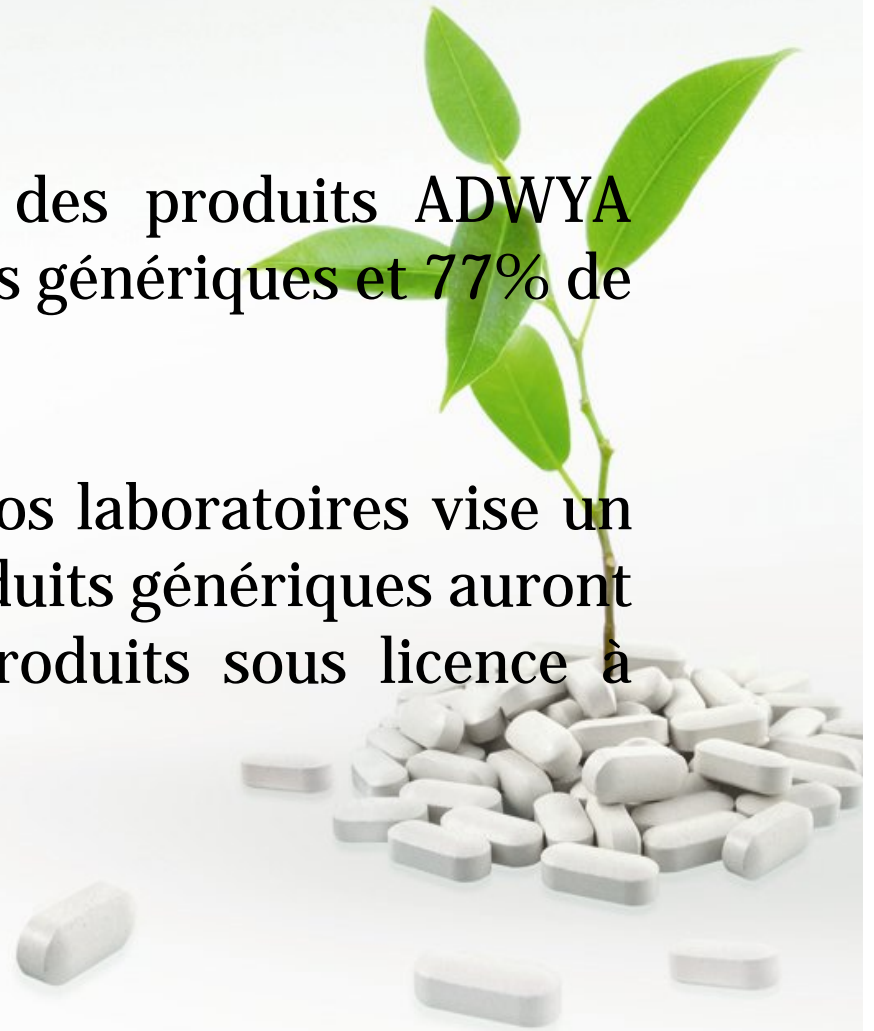 des produits ADWYA
s génériques et 77% de
os laboratoires vise un
duits génériques auront
roduits sous licence à